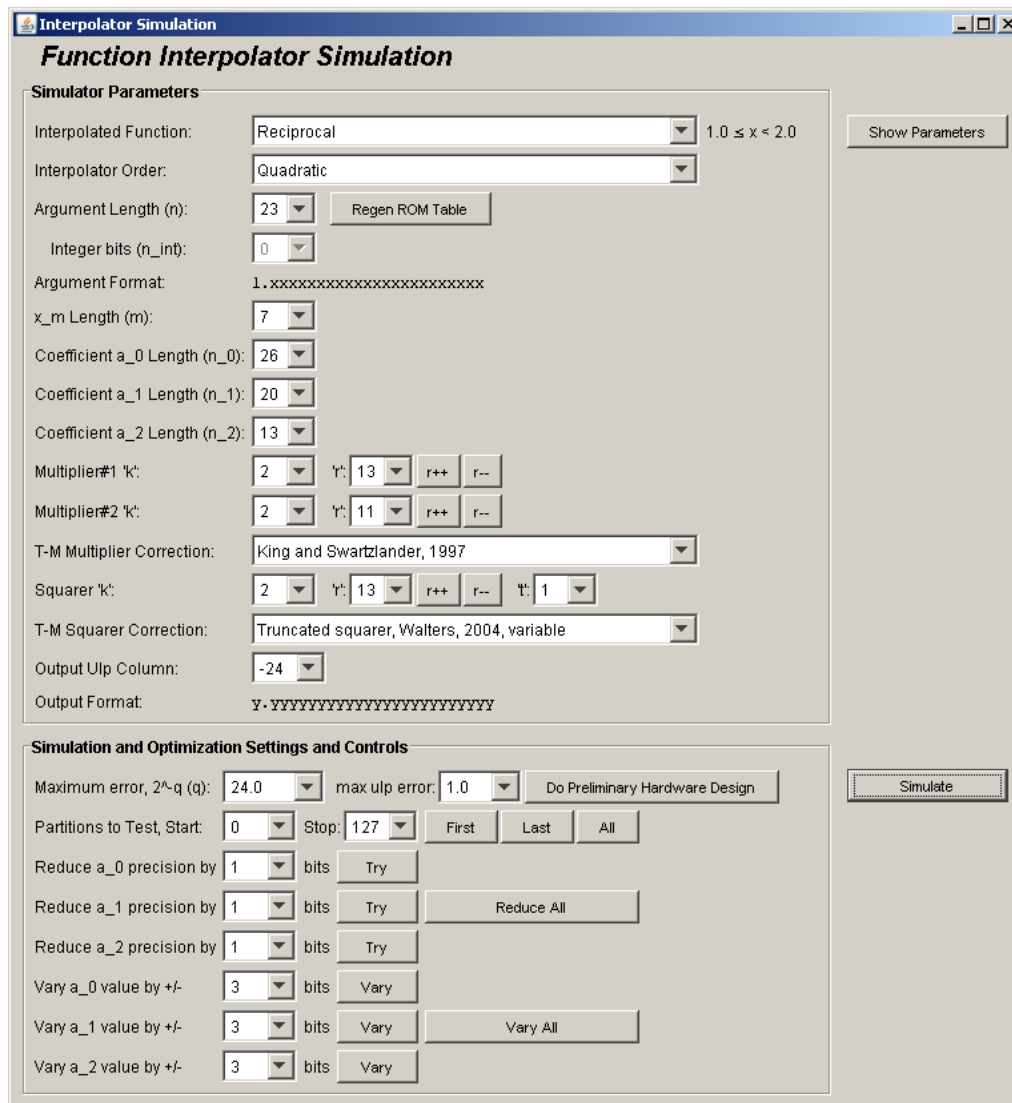 Interpolator Simulation
Function Interpolator Simulation
Simulator Parameters
Interpolated Function: Reciprocal 1.0 ≤ x < 2.0 Show Parameters
Interpolator Order: Quadratic
Argument Length (n): 23 Regen ROM Table
Integer bits (n_int): 0
Argument Format: 1.xxxxxxxxxxxxxxxxxxxxxxx
x_m Length (m): 7
Coefficient a_0 Length (n_0): 26
Coefficient a_1 Length (n_1): 20
Coefficient a_2 Length (n_2): 13
Multiplier#1 'k': 2 'r': 13 r++ r--
Multiplier#2 'k': 2 'r': 11 r++ r--
T-M Multiplier Correction: King and Swartzlander, 1997
Squarer 'k': 2 'r': 13 r++ r-- 't': 1
T-M Squarer Correction: Truncated squarer, Walters, 2004, variable
Output Ulp Column: -24
Output Format: y.yyyyyyyyyyyyyyyyyyyyyyyy
Simulation and Optimization Settings and Controls
Maximum error, 2^-q (q): 24.0 max ulp error: 1.0 Do Preliminary Hardware Design Simulate
Partitions to Test, Start: 0 Stop: 127 First Last All
Reduce a_0 precision by 1 bits Try
Reduce a_1 precision by 1 bits Try Reduce All
Reduce a_2 precision by 1 bits Try
Vary a_0 value by +/- 3 bits Vary
Vary a_1 value by +/- 3 bits Vary Vary All
Vary a_2 value by +/- 3 bits Vary